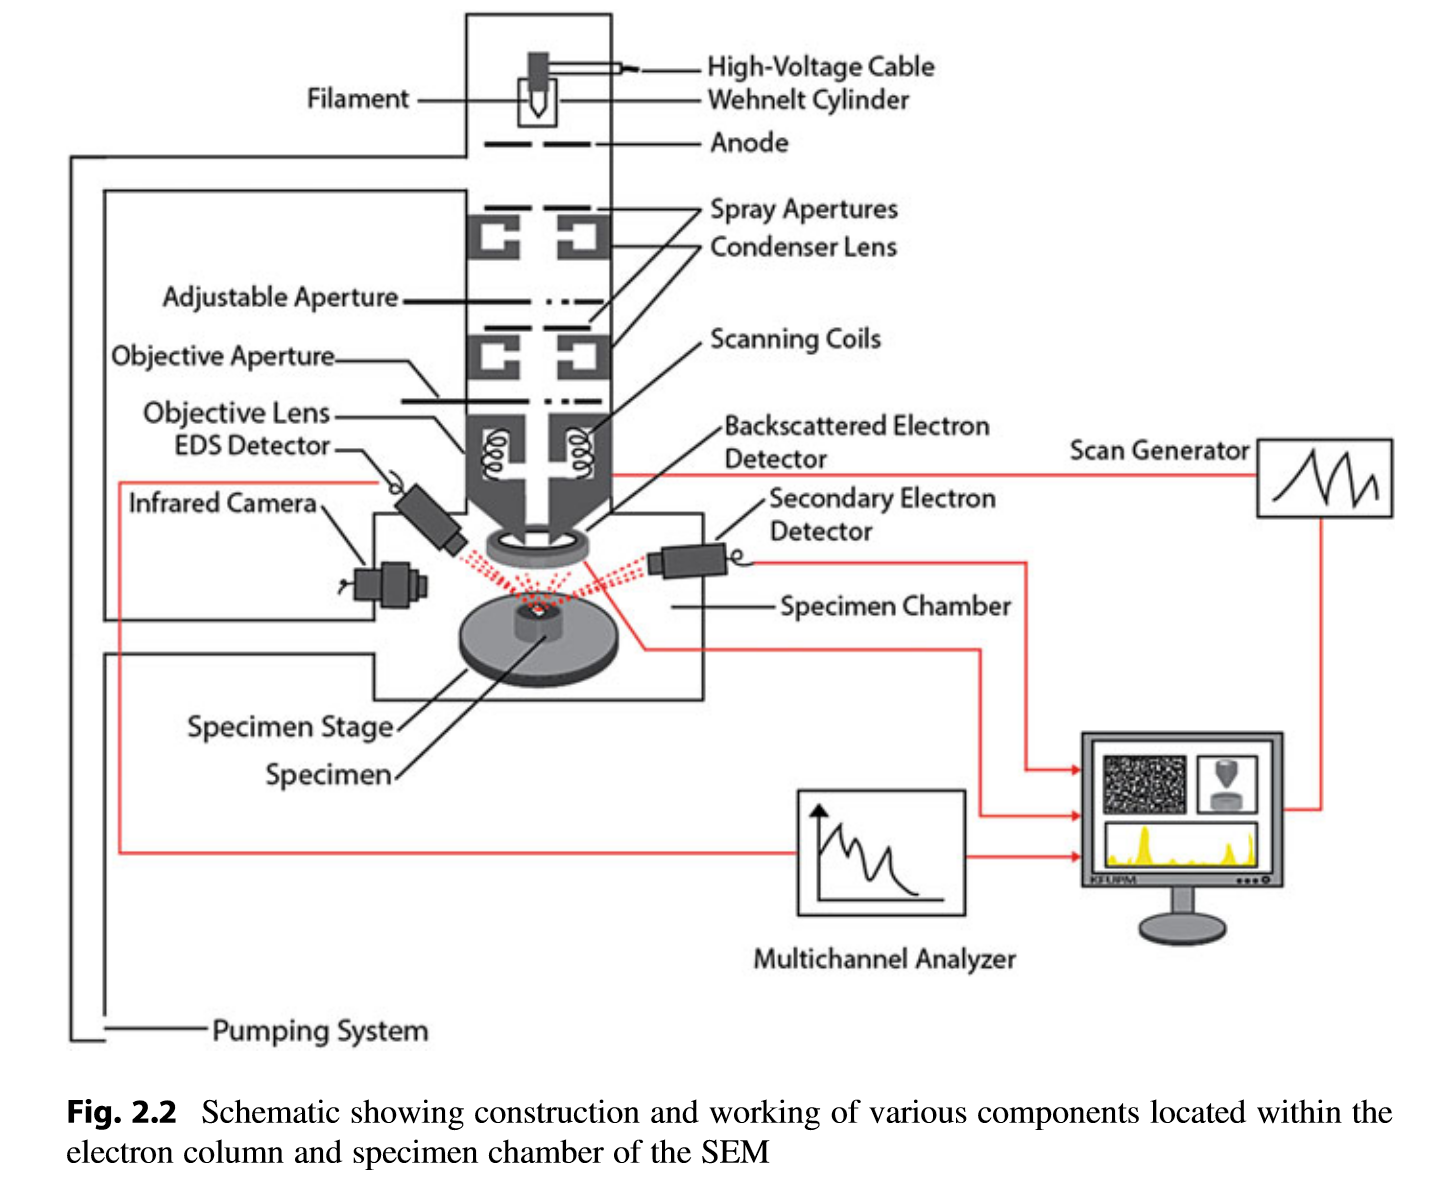 High-Voltage Cable
Filament
Wehnelt Cylinder
Anode
Spray Apertures
Condenser Lens
Adjustable Aperture
Scanning Coils
Objective Aperture
Objective Lens
Backscattered Electron
Detector
EDS Detector
Scan Generator
Infrared Camera
Secondary Electron
Detector
Specimen Chamber
Specimen Stage
Specimen
KFUPM
Multichannel Analyzer
Pumping System
Fig. 2.2 Schematic showing construction and working of various components located within the
electron column and specimen chamber of the SEM